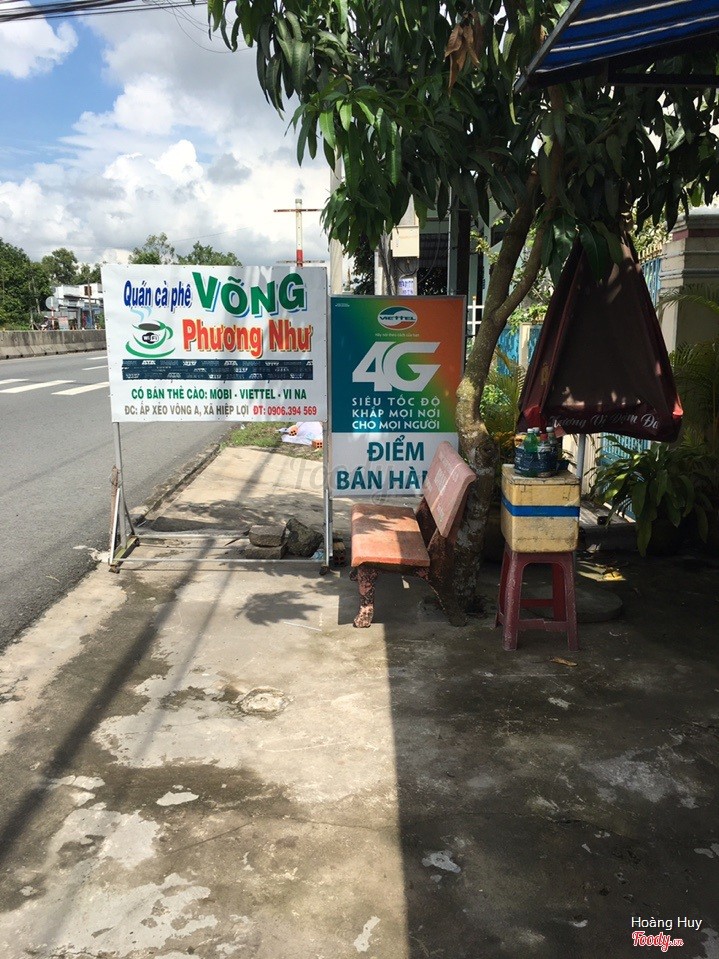 Quán cà phê VÕNG
Phương Như
CÓ BÁN THẺ CÀO: MOBI - VIETTEL - VI NA
ĐC: ẤP XẺO VÔNG A, XÃ HIỆP LỢI ĐT: 0906.394 569
VIETTEL
4G
SIÊU TỐC ĐỘ
KHẮP MỌI NƠI
CHO MỌI NGƯỜI
ĐIỂM
BÁN HÀN
Foody
Hoàng Huy
Foody.vn